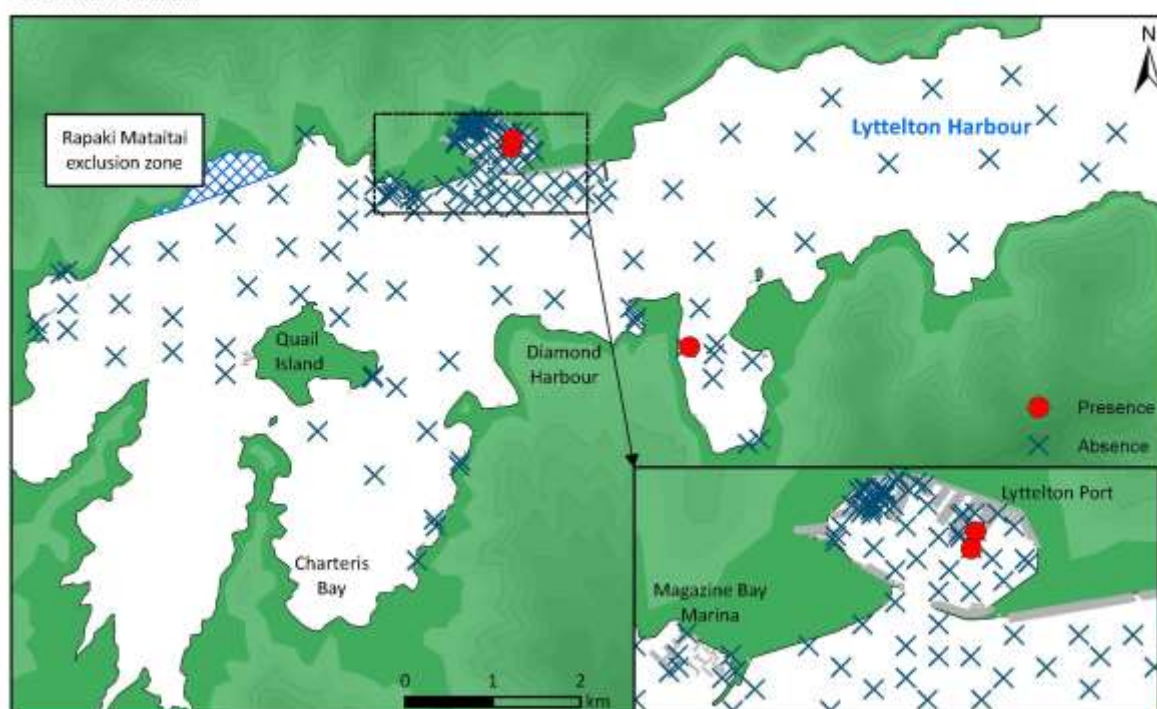 N
Rapaki Mataitai
exclusion zone
Lyttelton Harbour
Quail
Island
Diamond
Harbour
Presence
Absence
Lyttelton Port
Charteris
Bay
Magazine Bay
Marina
0 1 2
km